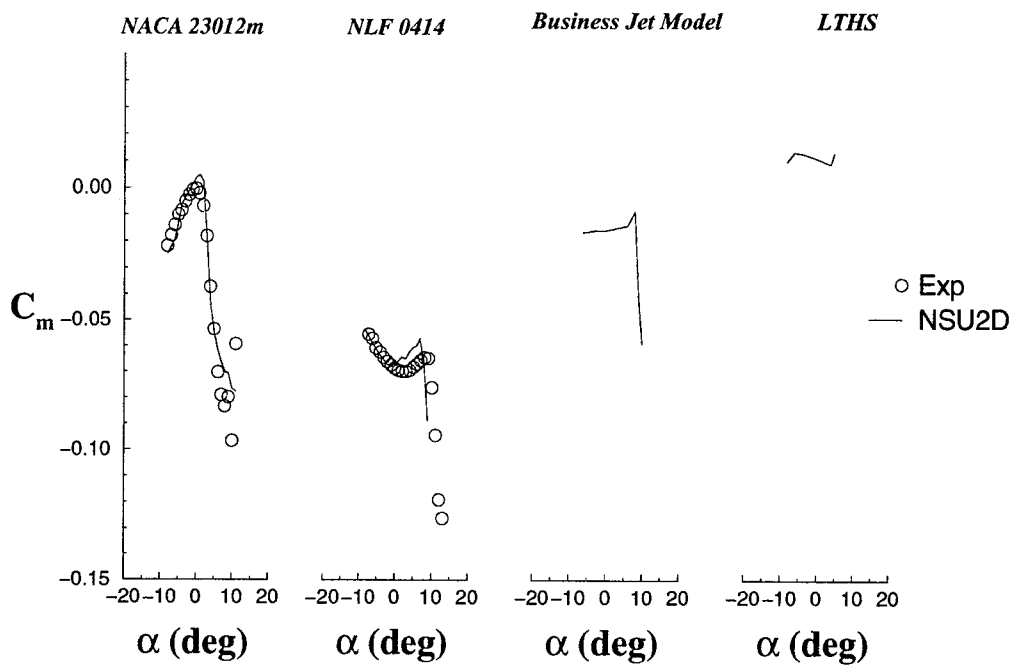 NACA 23012m NLF 0414 Business Jet Model LTHS
0.00
C_m
−0.05
−0.10
−0.15
○ Exp
— NSU2D
−20 −10 0 10 20 −20 −10 0 10 20 −20 −10 0 10 20 −20 −10 0 10 20
α (deg) α (deg) α (deg) α (deg)